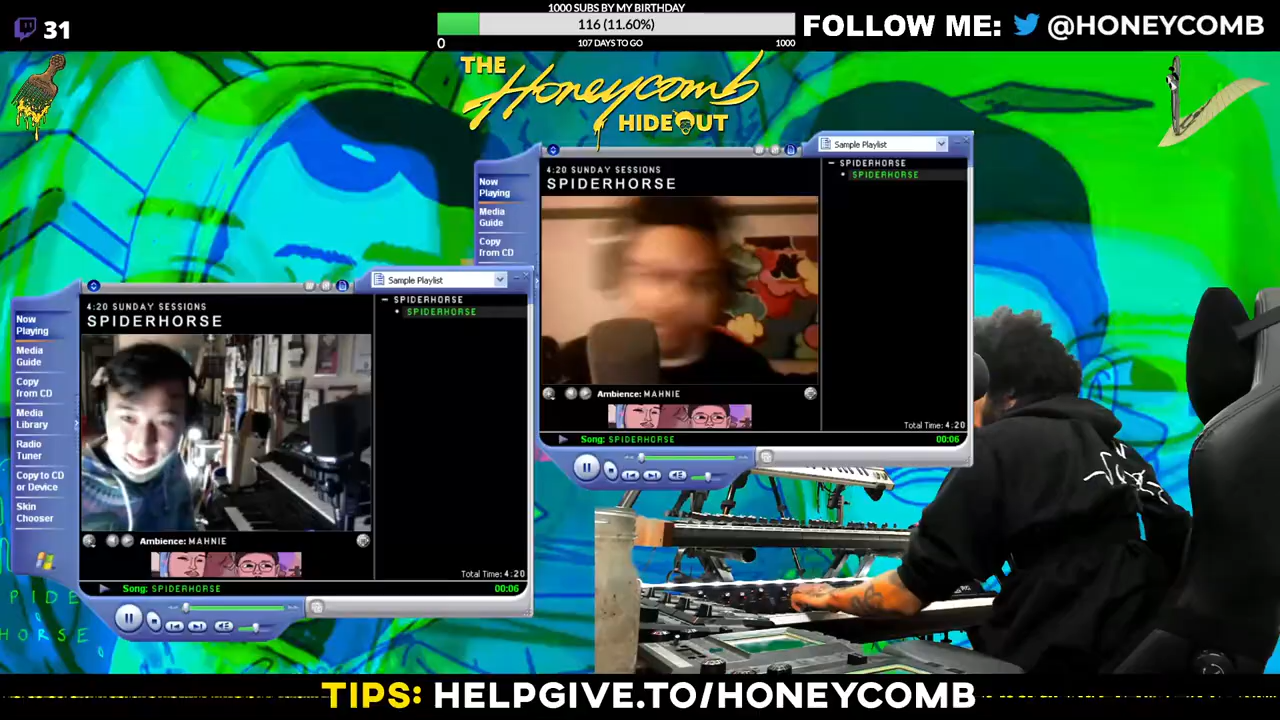 31
1000 SUBS BY MY BIRTHDAY
116 (11.60%)
0
107 DAYS TO GO
1000
FOLLOW ME: @HONEYCOMB
THE
Honeycomb
HIDEOUT
Sample Playlist
4:20 SUNDAY SESSIONS
SPIDERHORSE
SPIDERHORSE
SPIDERHORSE
Now
Playing
Media
Guide
Copy
from CD
Ambience: MAHNIE
Total Time: 4:20
Song: SPIDERHORSE
00:06
Sample Playlist
4:20 SUNDAY SESSIONS
SPIDERHORSE
SPIDERHORSE
SPIDERHORSE
Now
Playing
Media
Guide
Copy
from CD
Media
Library
Radio
Tuner
Copy to CD
or Device
Skin
Chooser
Ambience: MAHNIE
Total Time: 4:20
Song: SPIDERHORSE
00:06
PIDE
HORSE
TIPS: HELPGIVE.TO/HONEYCOMB